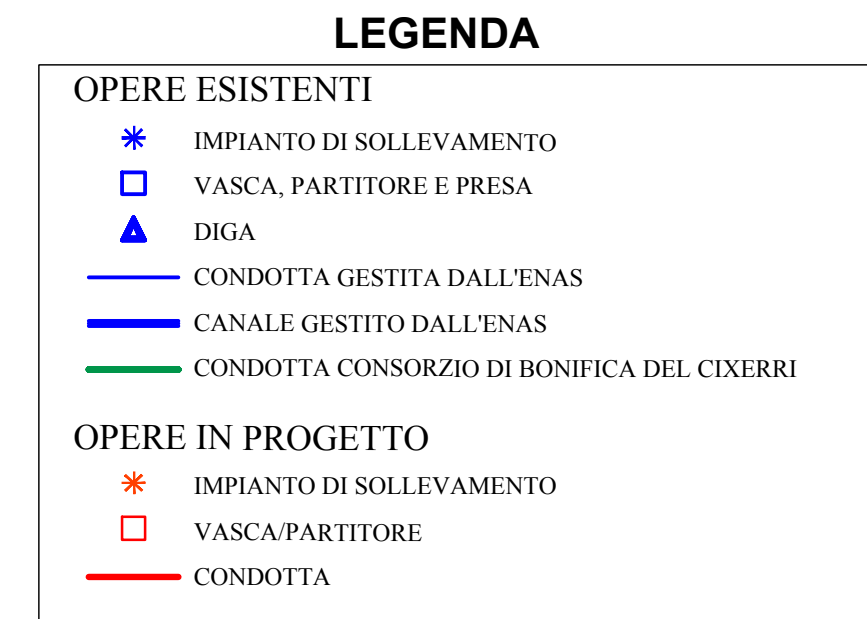 LEGENDA
OPERE ESISTENTI
IMPIANTO DI SOLLEVAMENTO
VASCA, PARTITORE E PRESA
DIGA
CONDOTTA GESTITA DALL'ENAS
CANALE GESTITO DALL'ENAS
CONDOTTA CONSORZIO DI BONIFICA DEL CIXERRI
OPERE IN PROGETTO
IMPIANTO DI SOLLEVAMENTO
VASCA/PARTITORE
CONDOTTA